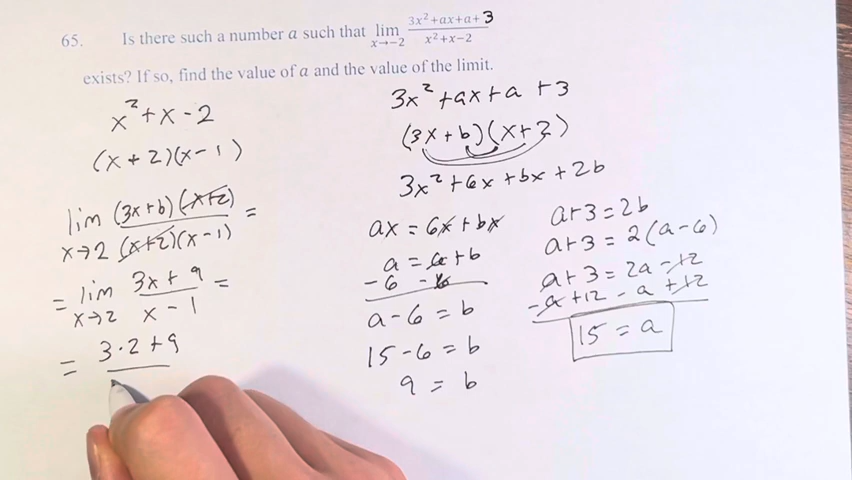 65. Is there such a number a such that lim x→−2 3x²+ax+a+3 / x²+x−2
exists? If so, find the value of a and the value of the limit.
x² + x - 2
(x + 2)(x - 1)
lim x→2 (3x+b)(x+2) / (x+2)(x-1) =
= lim x→2 3x + 9 / x - 1 =
= 3·2 + 9
3x² + ax + a + 3
(3x + b)(x + 2)
3x² + 6x + bx + 2b
ax = 6x + bx
a = 6 + b
-6 -6
a - 6 = b
15 - 6 = b
9 = b
a + 3 = 2b
a + 3 = 2(a - 6)
a + 3 = 2a - 12
-a + 12 - a + 12
15 = a